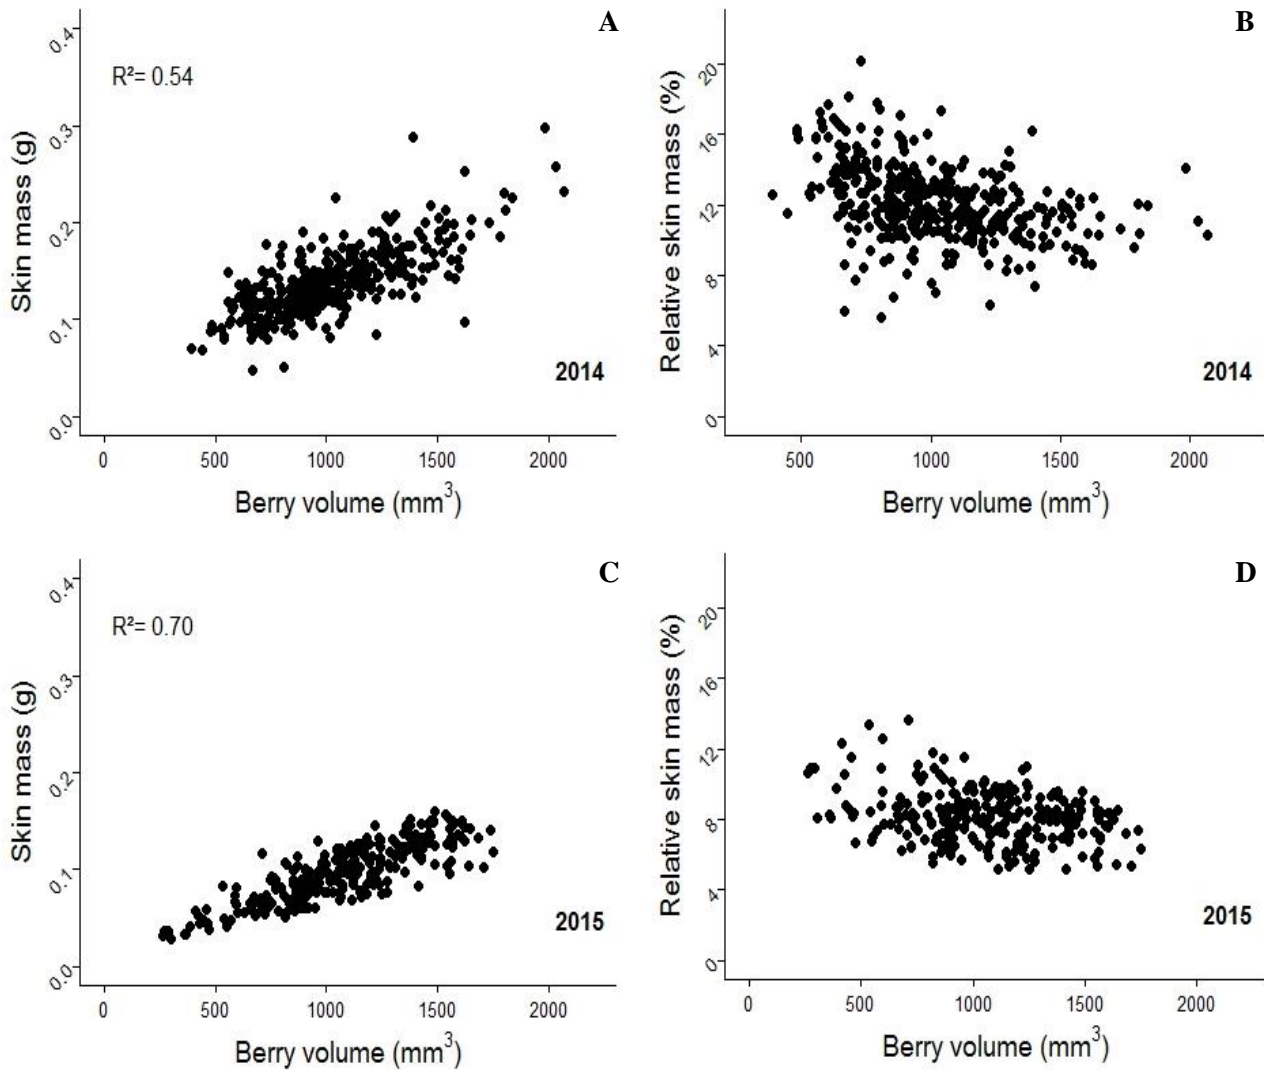 A
Skin mass (g)
0.4
0.3
0.2
0.1
0.0
R²= 0.54
2014
0 500 1000 1500 2000
Berry volume (mm³)
B
Relative skin mass (%)
20
16
12
8
4
0
2014
500 1000 1500 2000
Berry volume (mm³)
C
Skin mass (g)
0.4
0.3
0.2
0.1
0.0
R²= 0.70
2015
0 500 1000 1500 2000
Berry volume (mm³)
D
Relative skin mass (%)
20
16
12
8
4
0
2015
0 500 1000 1500 2000
Berry volume (mm³)